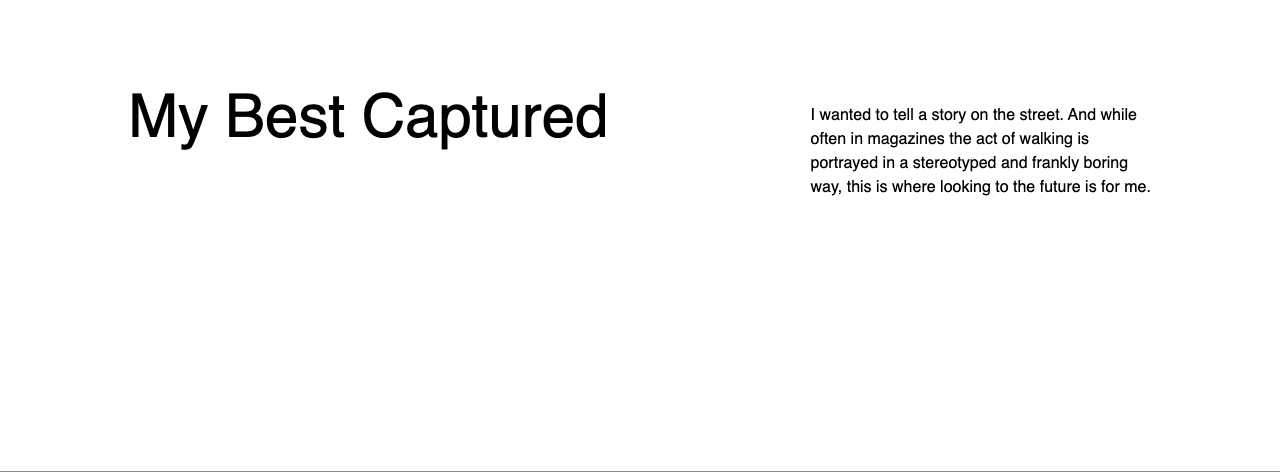 My Best Captured
I wanted to tell a story on the street. And while
often in magazines the act of walking is
portrayed in a stereotyped and frankly boring
way, this is where looking to the future is for me.